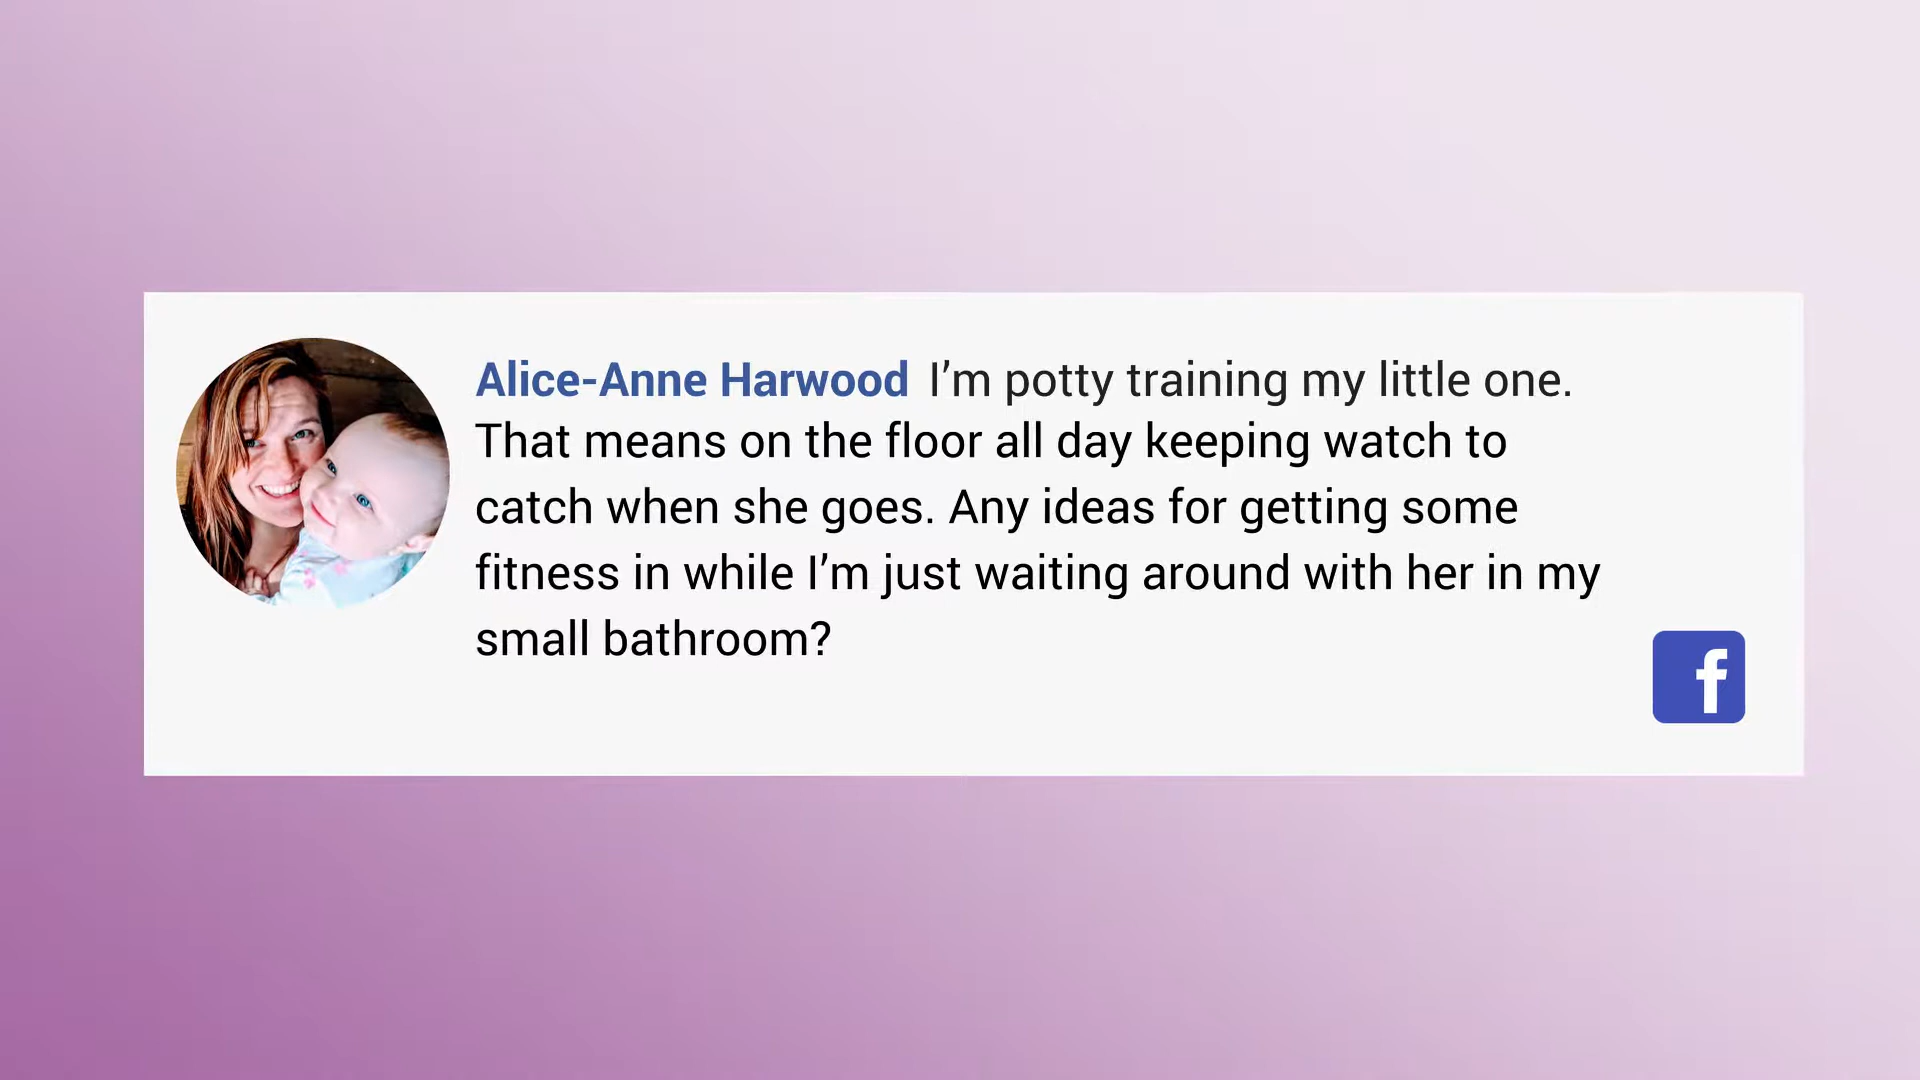 Alice-Anne Harwood I’m potty training my little one.
That means on the floor all day keeping watch to
catch when she goes. Any ideas for getting some
fitness in while I’m just waiting around with her in my
small bathroom?
f